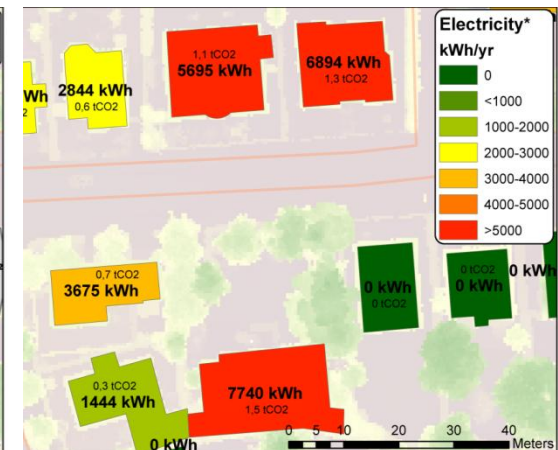 1,1 tCO2
5695 kWh
6894 kWh
1,3 tCO2
2844 kWh
0,6 tCO2
Wh
Electricity*
kWh/yr
0
<1000
1000-2000
2000-3000
3000-4000
4000-5000
>5000
0,7 tCO2
3675 kWh
0 kWh
0 tCO2
0 tCO2
0 kWh
0 kWh
0,3 tCO2
1444 kWh
0 kWh
7740 kWh
1,5 tCO2
0 5 10 20 30 40
Meters